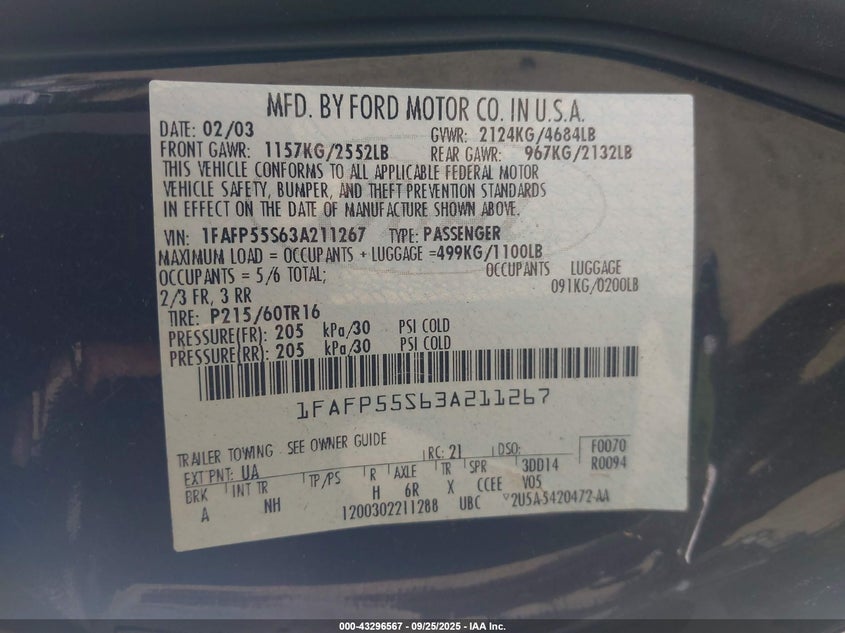 MFD. BY FORD MOTOR CO. IN U.S.A.
DATE: 02/03 GVWR: 2124KG/4684LB
FRONT GAWR: 1157KG/2552LB REAR GAWR: 967KG/2132LB
THIS VEHICLE CONFORMS TO ALL APPLICABLE FEDERAL MOTOR
VEHICLE SAFETY, BUMPER, AND THEFT PREVENTION STANDARDS
IN EFFECT ON THE DATE OF MANUFACTURE SHOWN ABOVE.
VIN: 1FAFP55S63A211267 TYPE: PASSENGER
MAXIMUM LOAD = OCCUPANTS + LUGGAGE =499KG/1100LB
OCCUPANTS = 5/6 TOTAL; OCCUPANTS LUGGAGE
2/3 FR, 3 RR 091KG/0200LB
TIRE: P215/60TR16
PRESSURE(FR): 205 kPa/30 PSI COLD
PRESSURE(RR): 205 kPa/30 PSI COLD
1FAFP55S63A211267
TRAILER TOWING - SEE OWNER GUIDE
EXT PNT: UA RC: 21 DSO: F0070
BRK INT TR TP/PS R AXLE TR SPR 3DD14 R0094
A NH H 6R X CCEE V05
1200302211288 UBC 2U5A-5420472-AA
000-43296567 - 09/25/2025 - IAA Inc.